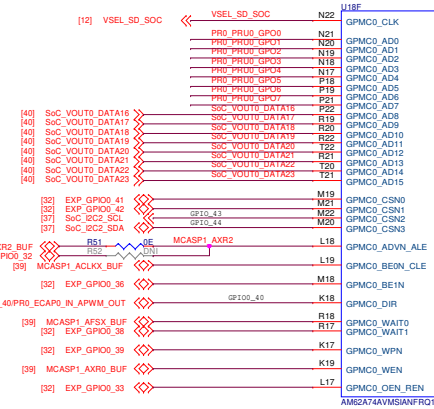 U18F
[12] VSEL_SD_SOC VSEL_SD_SOC N22 GPMC0_CLK
PR0_PRU0_GPO0 N21 GPMC0_AD0
PR0_PRU0_GPO1 N20 GPMC0_AD1
PR0_PRU0_GPO2 N19 GPMC0_AD2
PR0_PRU0_GPO3 N18 GPMC0_AD3
PR0_PRU0_GPO4 N17 GPMC0_AD4
PR0_PRU0_GPO5 P18 GPMC0_AD5
PR0_PRU0_GPO6 P19 GPMC0_AD6
PR0_PRU0_GPO7 P21 GPMC0_AD7
[40] SoC_VOUT0_DATA16 SoC_VOUT0_DATA16 P22 GPMC0_AD8
[40] SoC_VOUT0_DATA17 SoC_VOUT0_DATA17 R19 GPMC0_AD9
[40] SoC_VOUT0_DATA18 SoC_VOUT0_DATA18 R20 GPMC0_AD10
[40] SoC_VOUT0_DATA19 SoC_VOUT0_DATA19 R22 GPMC0_AD11
[40] SoC_VOUT0_DATA20 SoC_VOUT0_DATA20 T22 GPMC0_AD12
[40] SoC_VOUT0_DATA21 SoC_VOUT0_DATA21 R21 GPMC0_AD13
[40] SoC_VOUT0_DATA22 SoC_VOUT0_DATA22 T20 GPMC0_AD14
[40] SoC_VOUT0_DATA23 SoC_VOUT0_DATA23 T21 GPMC0_AD15
[32] EXP_GPIO0_41 M19 GPMC0_CSN0
[32] EXP_GPIO0_42 M21 GPMC0_CSN1
[37] SoC_I2C2_SCL GPIO_43 M22 GPMC0_CSN2
[37] SoC_I2C2_SDA GPIO_44 M20 GPMC0_CSN3
XR2_BUF R51 0E MCASP1_AXR2 L18 GPMC0_ADVN_ALE
PIO0_32 R52 DNI
[39] MCASP1_ACLKX_BUF L19 GPMC0_BE0N_CLE
[32] EXP_GPIO0_36 M18 GPMC0_BE1N
_40/PR0_ECAP0_IN_APWM_OUT GPIO0_40 K18 GPMC0_DIR
[39] MCASP1_AFSX_BUF R18 GPMC0_WAIT0
[32] EXP_GPIO0_38 R17 GPMC0_WAIT1
[32] EXP_GPIO0_39 K17 GPMC0_WPN
[39] MCASP1_AXR0_BUF K19 GPMC0_WEN
[32] EXP_GPIO0_33 L17 GPMC0_OEN_REN
AM62A74AVMSIANFRQ1